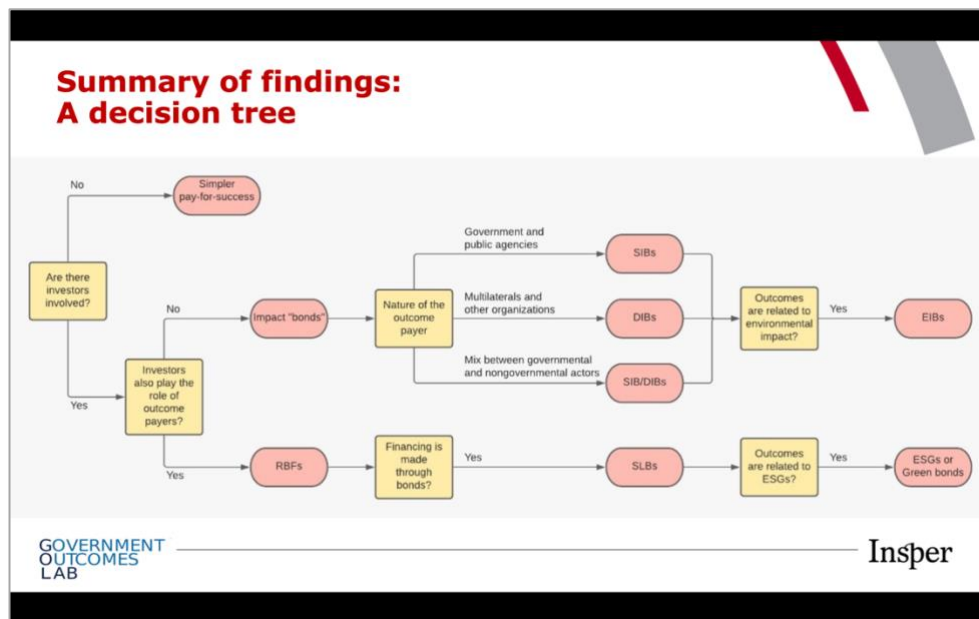 Summary of findings:
A decision tree
No
Simpler
pay-for-success
Are there
investors
involved?
Yes
No
Impact "bonds"
Investors
also play the
role of
outcome
payers?
Yes
RBFs
Nature of the
outcome
payer
Government and
public agencies
SIBs
Multilaterals and
other organizations
DIBs
Mix between governmental
and nongovernmental actors
SIB/DIBs
Outcomes
are related to
environmental
impact?
Yes
EIBs
Financing is
made
through
bonds?
Yes
SLBs
Outcomes
are related to
ESGs?
Yes
ESGs or
Green bonds
GOVERNMENT
OUTCOMES
LAB
Insper